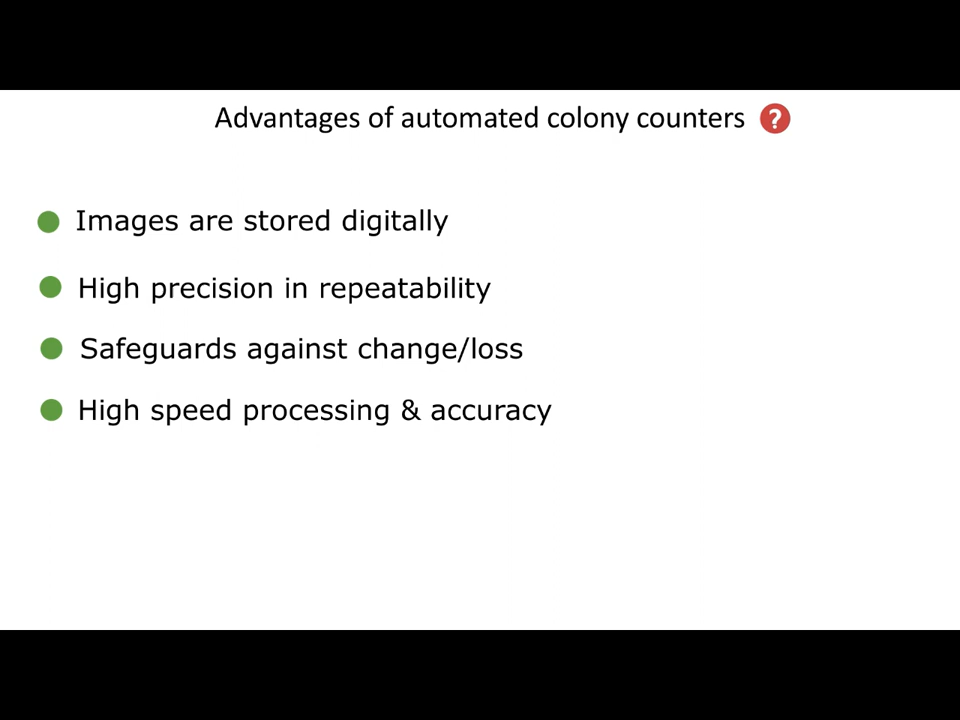 Advantages of automated colony counters ?
Images are stored digitally
High precision in repeatability
Safeguards against change/loss
High speed processing & accuracy